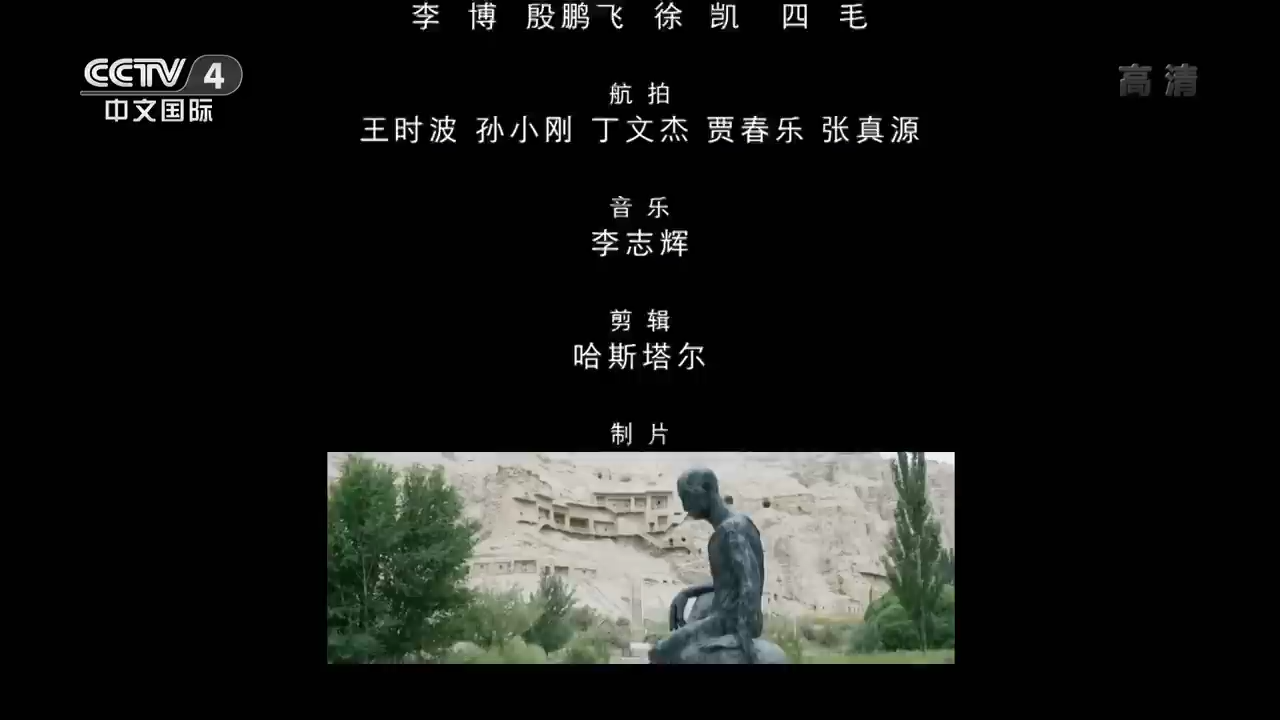 李 博 殷鹏飞 徐 凯 四 毛
CCTV 4
中文国际
高清
航 拍
王时波 孙小刚 丁文杰 贾春乐 张真源
音 乐
李志辉
剪 辑
哈斯塔尔
制 片